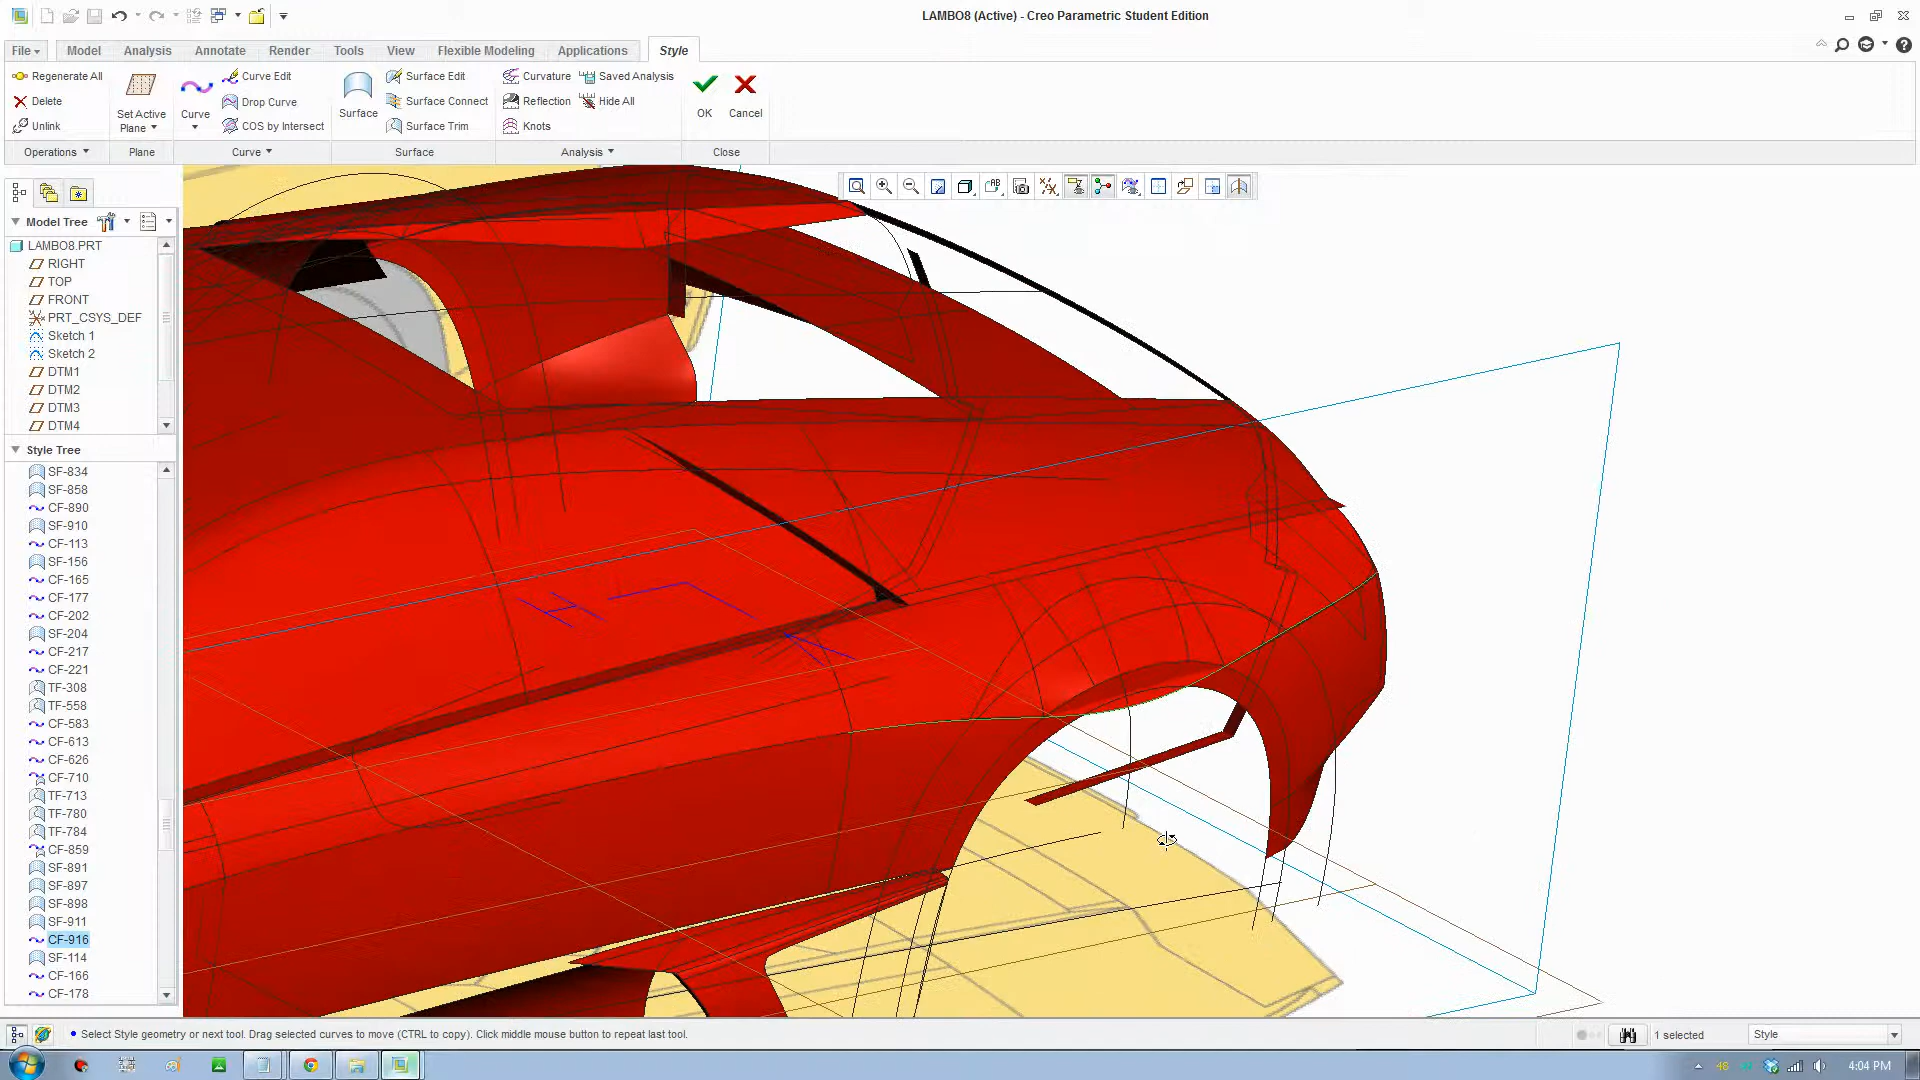 LAMBO8 (Active) - Creo Parametric Student Edition
File Model Analysis Annotate Render Tools View Flexible Modeling Applications Style
Regenerate All
Delete
Unlink
Operations
Set Active
Plane
Plane
Curve
Curve Edit
Drop Curve
COS by Intersect
Curve
Surface
Surface Edit
Surface Connect
Surface Trim
Surface
Curvature
Saved Analysis
Reflection
Hide All
Knots
Analysis
OK
Cancel
Close
Model Tree
LAMBO8.PRT
RIGHT
TOP
FRONT
PRT_CSYS_DEF
Sketch 1
Sketch 2
DTM1
DTM2
DTM3
DTM4
Style Tree
SF-834
SF-858
CF-890
SF-910
CF-113
SF-156
CF-165
CF-177
CF-202
SF-204
CF-217
CF-221
TF-308
TF-558
CF-583
CF-613
CF-626
CF-710
TF-713
TF-780
TF-784
CF-859
SF-891
SF-897
SF-898
SF-911
CF-916
SF-114
CF-166
CF-178
Select Style geometry or next tool. Drag selected curves to move (CTRL to copy). Click middle mouse button to repeat last tool.
1 selected
Style
48
4:04 PM